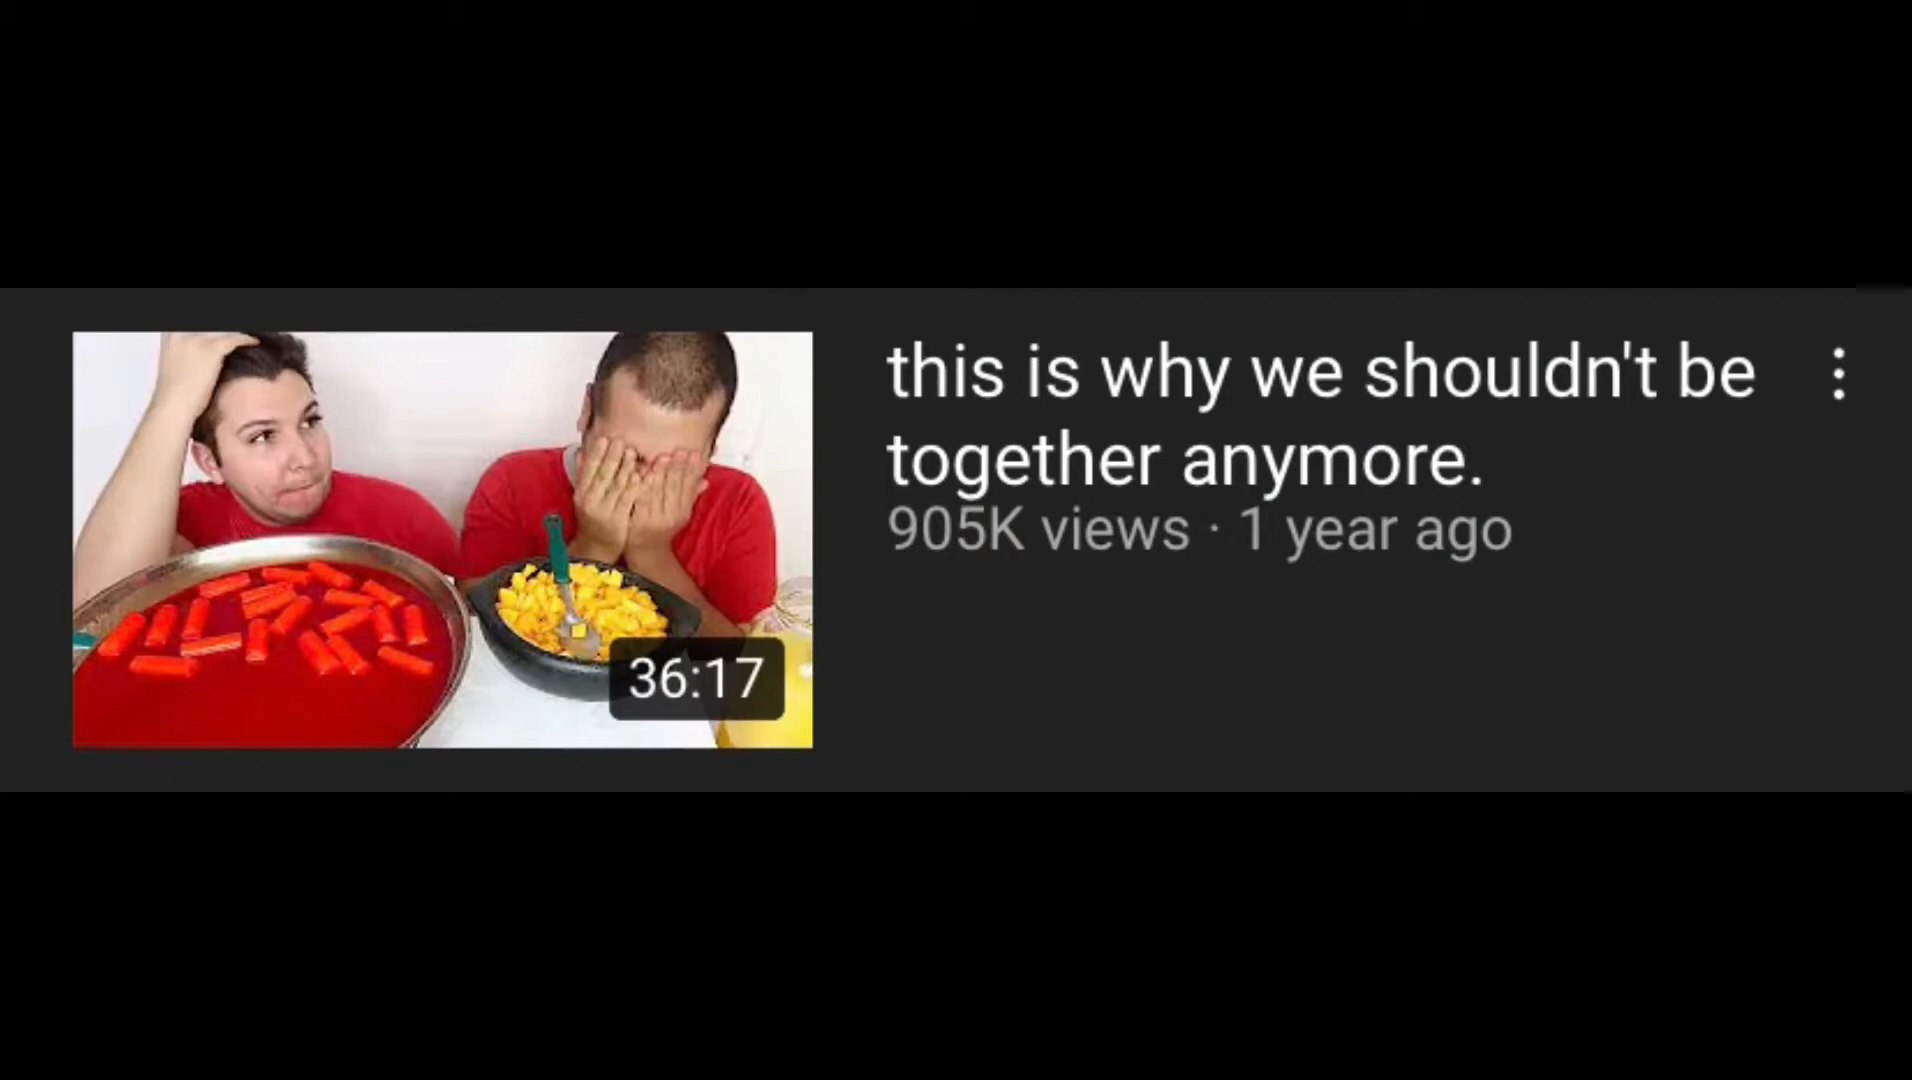 this is why we shouldn't be
together anymore.
905K views · 1 year ago
36:17